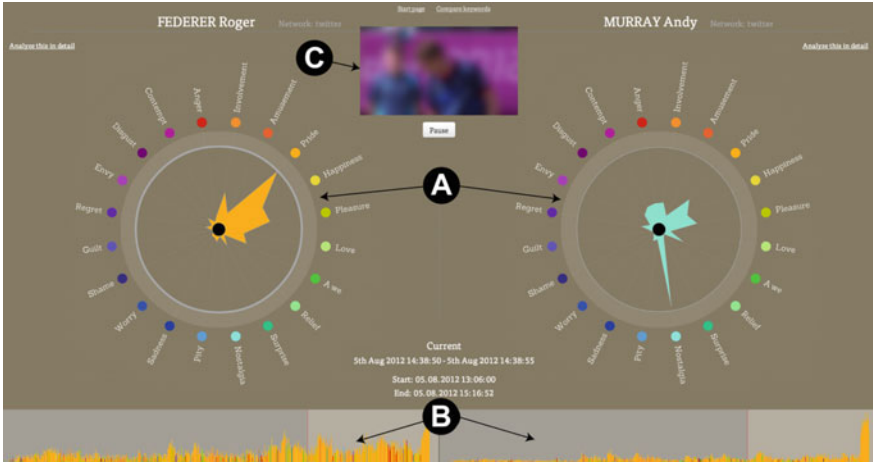 Start page Compare keywords
FEDERER Roger Network: twitter
MURRAY Andy Network: twitter
Analyse this in detail
Analyse this in detail
C
Pause
A
B
Involvement
Amusement
Pride
Happiness
Pleasure
Love
Awe
Relief
Surprise
Nostalgia
Pity
Sadness
Worry
Shame
Guilt
Regret
Envy
Disgust
Contempt
Anger
Involvement
Amusement
Pride
Happiness
Pleasure
Love
Awe
Relief
Surprise
Nostalgia
Pity
Sadness
Worry
Shame
Guilt
Regret
Envy
Disgust
Contempt
Anger
Current
5th Aug 2012 14:38:50 - 5th Aug 2012 14:38:55
Start: 05.08.2012 13:06:00
End: 05.08.2012 15:16:52